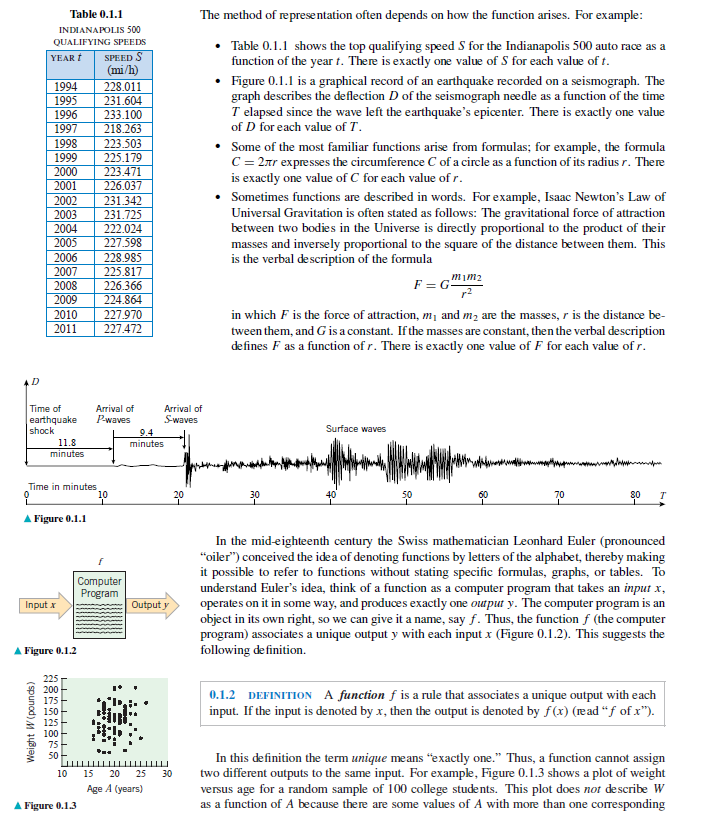 Table 0.1.1
INDIANAPOLIS 500
QUALIFYING SPEEDS
YEAR t SPEED S
(mi/h)
1994 228.011
1995 231.604
1996 233.100
1997 218.263
1998 223.503
1999 225.179
2000 223.471
2001 226.037
2002 231.342
2003 231.725
2004 222.024
2005 227.598
2006 228.985
2007 225.817
2008 226.366
2009 224.864
2010 227.970
2011 227.472
The method of representation often depends on how the function arises. For example:
• Table 0.1.1 shows the top qualifying speed S for the Indianapolis 500 auto race as a
function of the year t. There is exactly one value of S for each value of t.
• Figure 0.1.1 is a graphical record of an earthquake recorded on a seismograph. The
graph describes the deflection D of the seismograph needle as a function of the time
T elapsed since the wave left the earthquake's epicenter. There is exactly one value
of D for each value of T.
• Some of the most familiar functions arise from formulas; for example, the formula
C = 2πr expresses the circumference C of a circle as a function of its radius r. There
is exactly one value of C for each value of r.
• Sometimes functions are described in words. For example, Isaac Newton's Law of
Universal Gravitation is often stated as follows: The gravitational force of attraction
between two bodies in the Universe is directly proportional to the product of their
masses and inversely proportional to the square of the distance between them. This
is the verbal description of the formula
F = G m₁m₂ / r²
in which F is the force of attraction, m₁ and m₂ are the masses, r is the distance be-
tween them, and G is a constant. If the masses are constant, then the verbal description
defines F as a function of r. There is exactly one value of F for each value of r.
D
Time of
earthquake
shock
Arrival of
P-waves
Arrival of
S-waves
11.8
minutes
9.4
minutes
Surface waves
Time in minutes
0 10 20 30 40 50 60 70 80 T
▲ Figure 0.1.1
f
Computer
Program
Input x
Output y
▲ Figure 0.1.2
In the mid-eighteenth century the Swiss mathematician Leonhard Euler (pronounced
“oiler”) conceived the idea of denoting functions by letters of the alphabet, thereby making
it possible to refer to functions without stating specific formulas, graphs, or tables. To
understand Euler's idea, think of a function as a computer program that takes an input x,
operates on it in some way, and produces exactly one output y. The computer program is an
object in its own right, so we can give it a name, say f. Thus, the function f (the computer
program) associates a unique output y with each input x (Figure 0.1.2). This suggests the
following definition.
0.1.2 DEFINITION A function f is a rule that associates a unique output with each
input. If the input is denoted by x, then the output is denoted by f(x) (read “f of x”).
225
200
175
150
125
100
75
50
Weight W (pounds)
10 15 20 25 30
Age A (years)
▲ Figure 0.1.3
In this definition the term unique means “exactly one.” Thus, a function cannot assign
two different outputs to the same input. For example, Figure 0.1.3 shows a plot of weight
versus age for a random sample of 100 college students. This plot does not describe W
as a function of A because there are some values of A with more than one corresponding